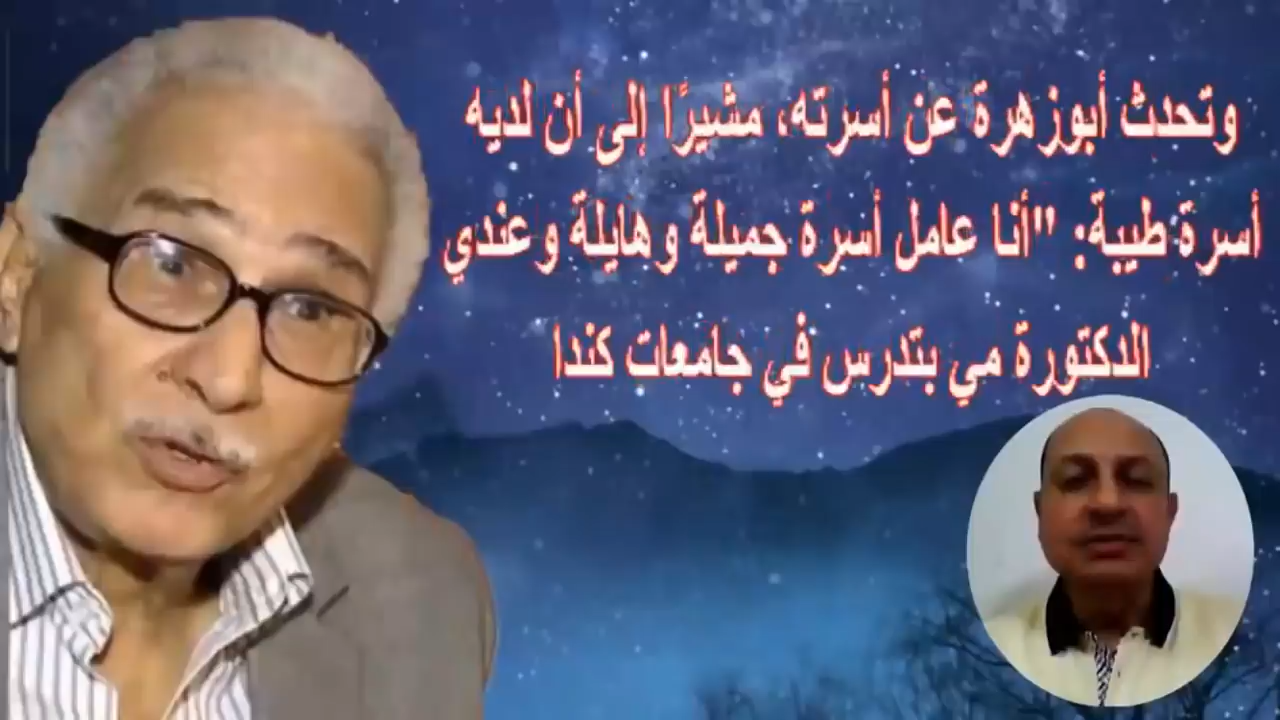 وتحدث أبوزهرة عن أسرته، مشيرًا إلى أن لديه
أسرة طيبة: "أنا عامل أسرة جميلة وهايلة وعندي
الدكتورة مي بتدرس في جامعات كندا